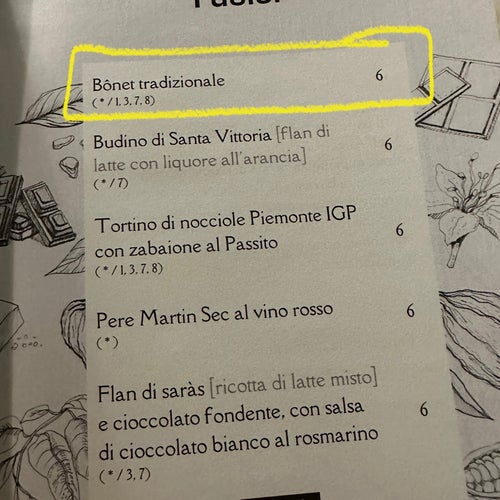 Bônet tradizionale 6
(*/1, 3, 7, 8)
Budino di Santa Vittoria [flan di 6
latte con liquore all'arancia]
(*/7)
Tortino di nocciole Piemonte IGP 6
con zabaione al Passito
(*/1, 3, 7, 8)
Pere Martin Sec al vino rosso 6
(*)
Flan di saràs [ricotta di latte misto]
e cioccolato fondente, con salsa 6
di cioccolato bianco al rosmarino
(*/3, 7)